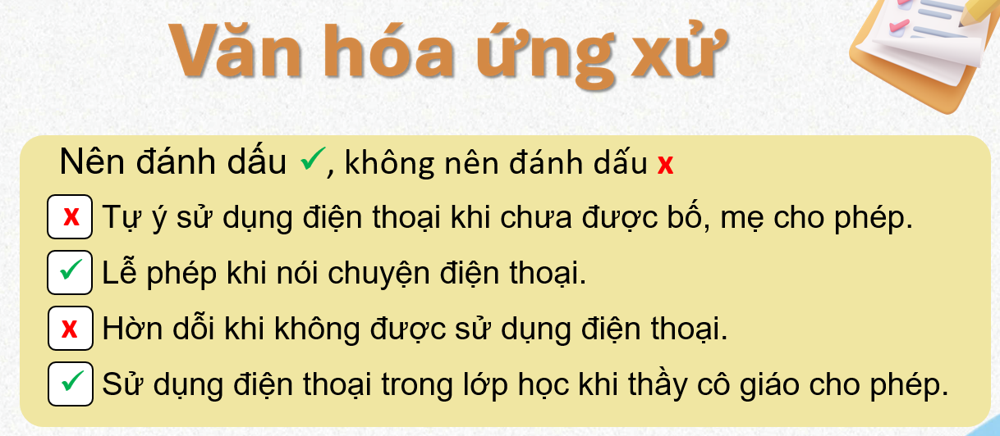 Văn hóa ứng xử
Nên đánh dấu ✓, không nên đánh dấu x
x Tự ý sử dụng điện thoại khi chưa được bố, mẹ cho phép.
✓ Lễ phép khi nói chuyện điện thoại.
x Hờn dỗi khi không được sử dụng điện thoại.
✓ Sử dụng điện thoại trong lớp học khi thầy cô giáo cho phép.